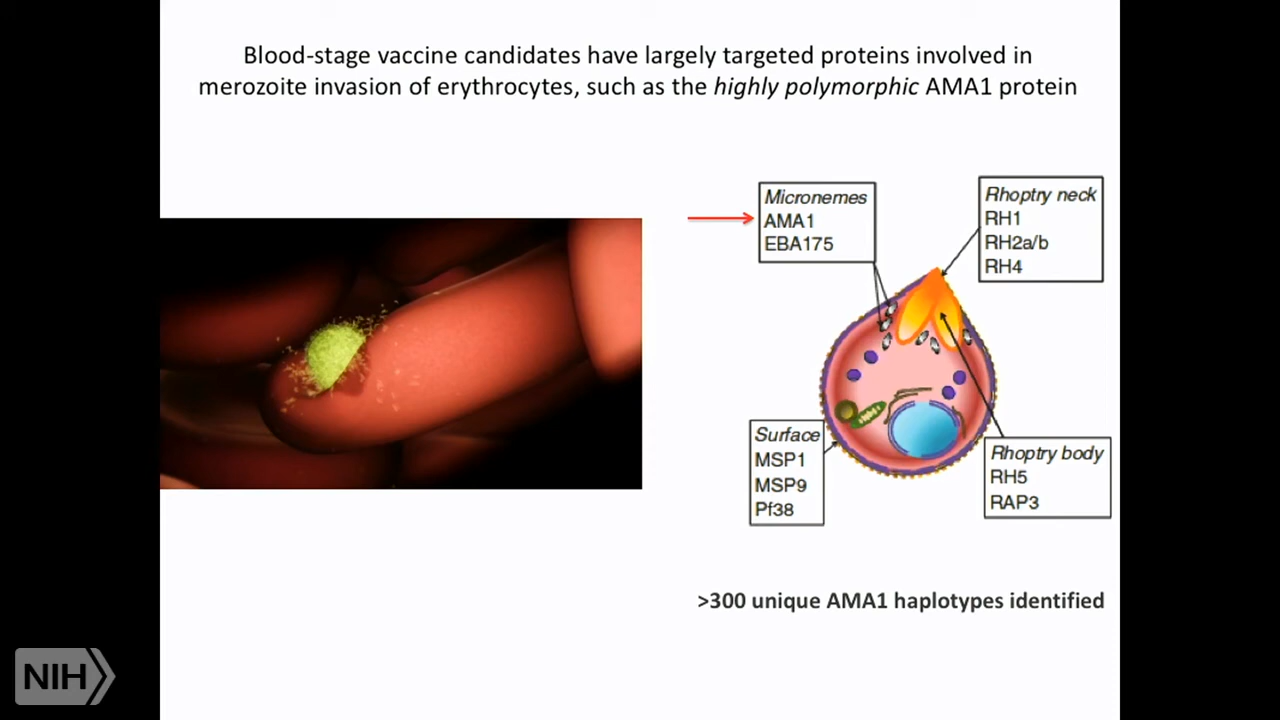 Blood-stage vaccine candidates have largely targeted proteins involved in
merozoite invasion of erythrocytes, such as the highly polymorphic AMA1 protein
Micronemes
AMA1
EBA175
Rhoptry neck
RH1
RH2a/b
RH4
Surface
MSP1
MSP9
Pf38
Rhoptry body
RH5
RAP3
>300 unique AMA1 haplotypes identified
NIH